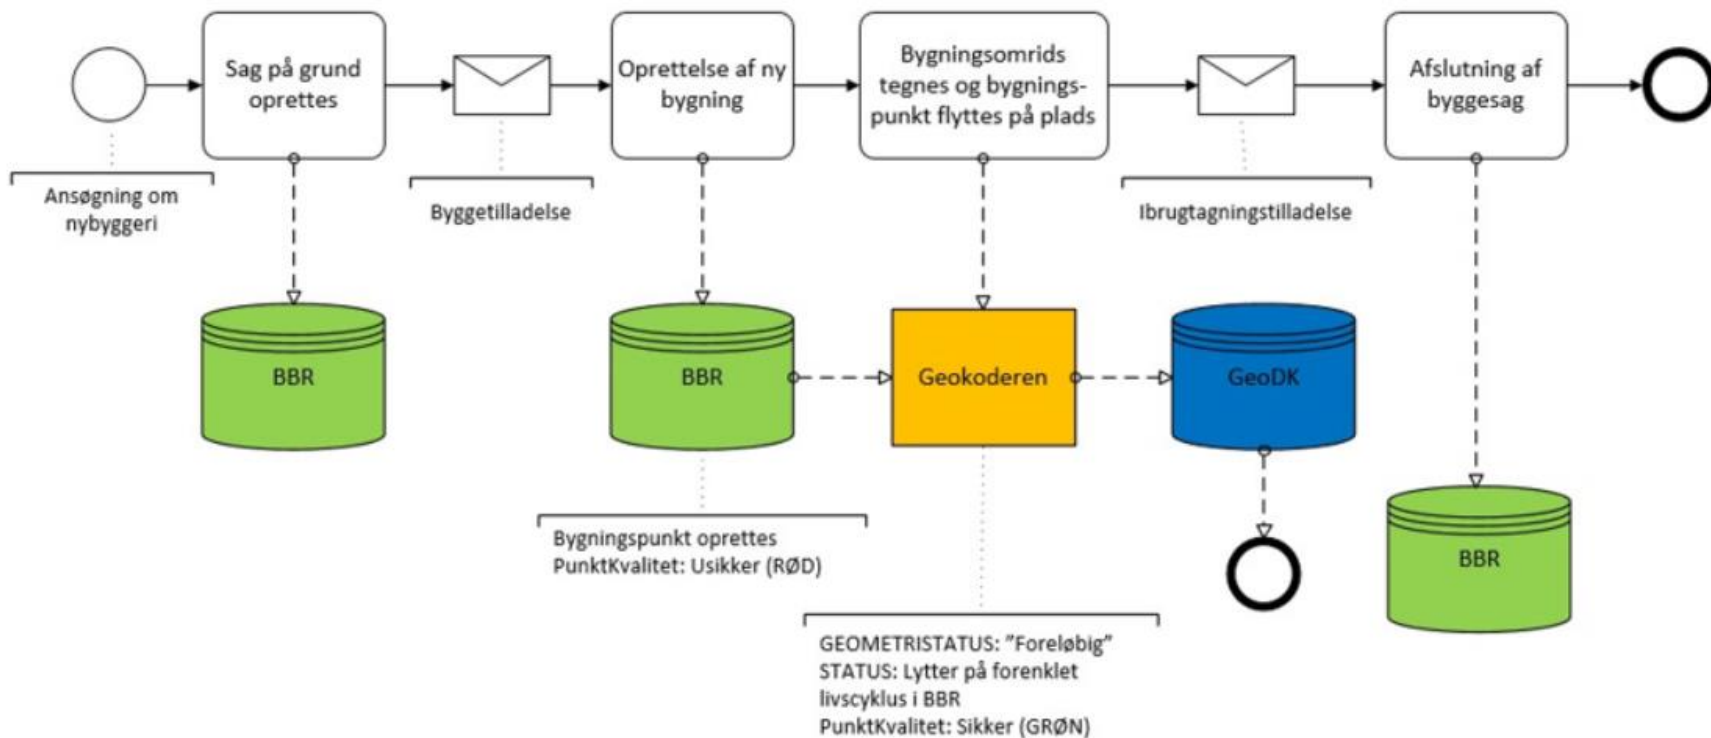 Sag på grund
oprettes
Oprettelse af ny
bygning
Bygningsomrids
tegnes og bygnings-
punkt flyttes på plads
Afslutning af
byggesag
Ansøgning om
nybyggeri
Byggetilladelse
Ibrugtagningstilladelse
BBR
BBR
Geokoderen
GeoDK
BBR
Bygningspunkt oprettes
PunktKvalitet: Usikker (RØD)
GEOMETRISTATUS: ”Foreløbig”
STATUS: Lytter på forenklet
livscyklus i BBR
PunktKvalitet: Sikker (GRØN)